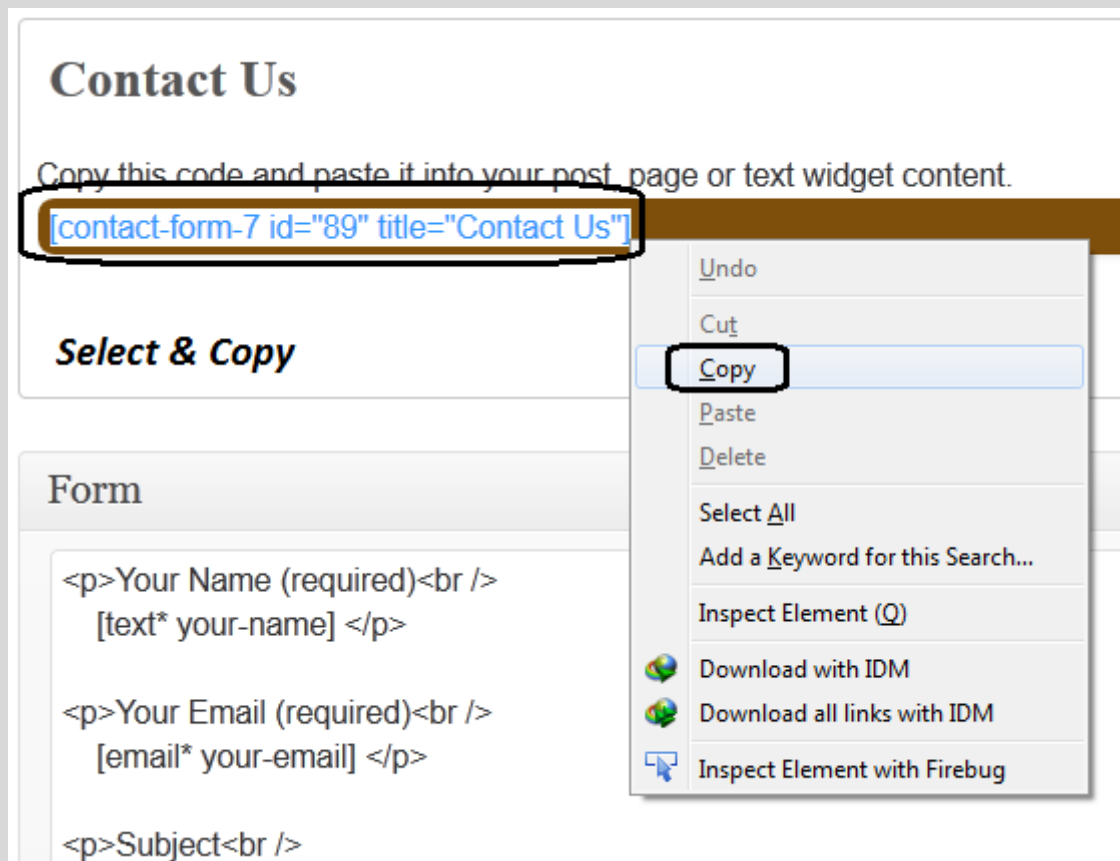 Contact Us
Copy this code and paste it into your post, page or text widget content.
[contact-form-7 id="89" title="Contact Us"]
Select & Copy
Undo
Cut
Copy
Paste
Delete
Select All
Add a Keyword for this Search...
Inspect Element (Q)
Download with IDM
Download all links with IDM
Inspect Element with Firebug
Form
<p>Your Name (required)<br />
[text* your-name] </p>
<p>Your Email (required)<br />
[email* your-email] </p>
<p>Subject<br />